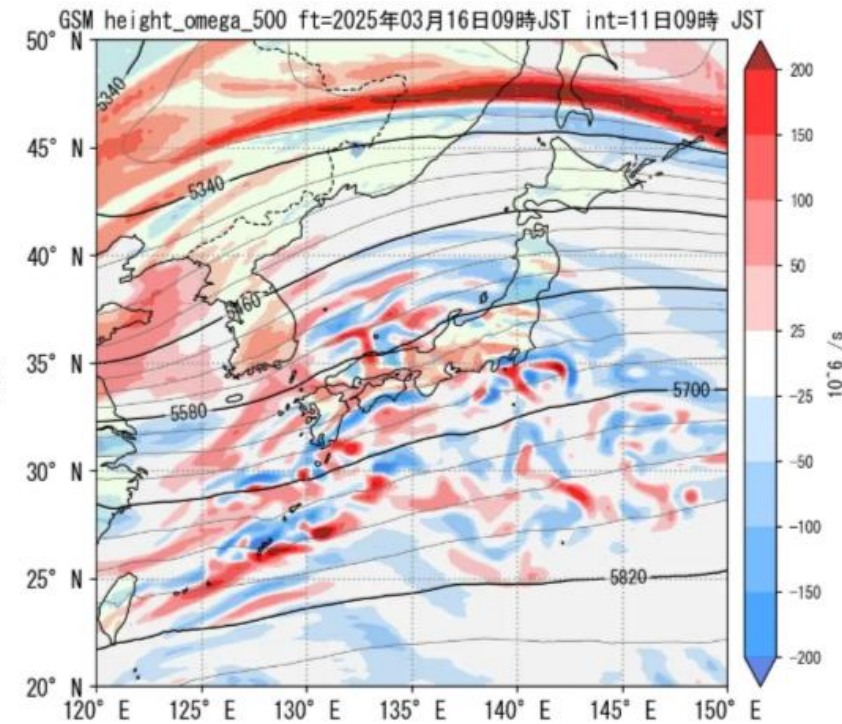 GSM height_omega_500 ft=2025年03月16日09時JST int=11日09時 JST
50° N
45° N
40° N
35° N
30° N
25° N
20° N
120° E
125° E
130° E
135° E
140° E
145° E
150° E
5340
5340
5460
5580
5700
5820
200
150
100
50
25
-25
-50
-100
-150
-200
10^6 /s